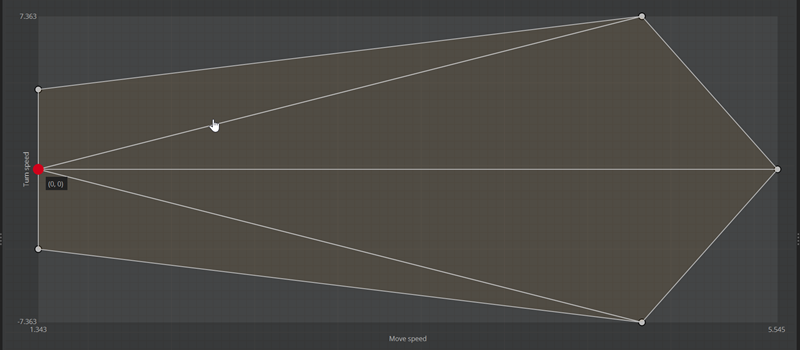 7.363
Turn speed
(0, 0)
-7.363
1.343
5.545
Move speed